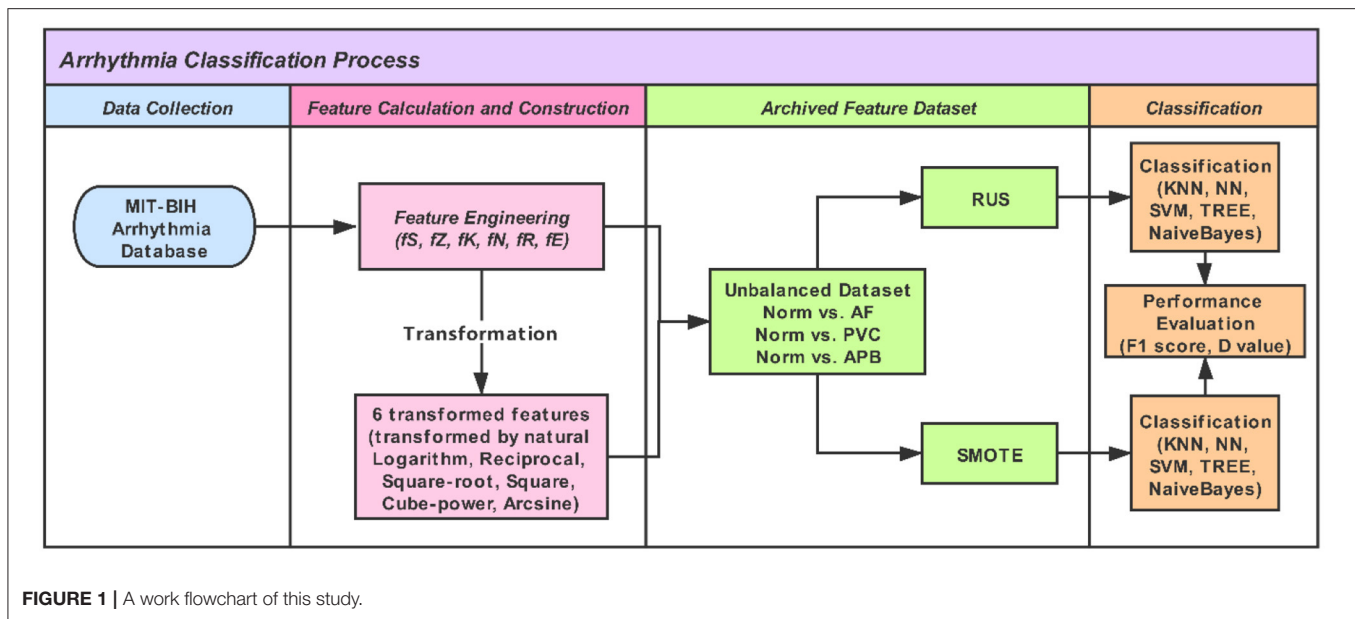 Arrhythmia Classification Process
Data Collection
Feature Calculation and Construction
Archived Feature Dataset
Classification
MIT-BIH
Arrhythmia
Database
Feature Engineering
(fS, fZ, fK, fN, fR, fE)
Transformation
6 transformed features
(transformed by natural
Logarithm, Reciprocal,
Square-root, Square,
Cube-power, Arcsine)
Unbalanced Dataset
Norm vs. AF
Norm vs. PVC
Norm vs. APB
RUS
SMOTE
Classification
(KNN, NN,
SVM, TREE,
NaiveBayes)
Performance
Evaluation
(F1 score, D value)
Classification
(KNN, NN,
SVM, TREE,
NaiveBayes)
FIGURE 1 | A work flowchart of this study.